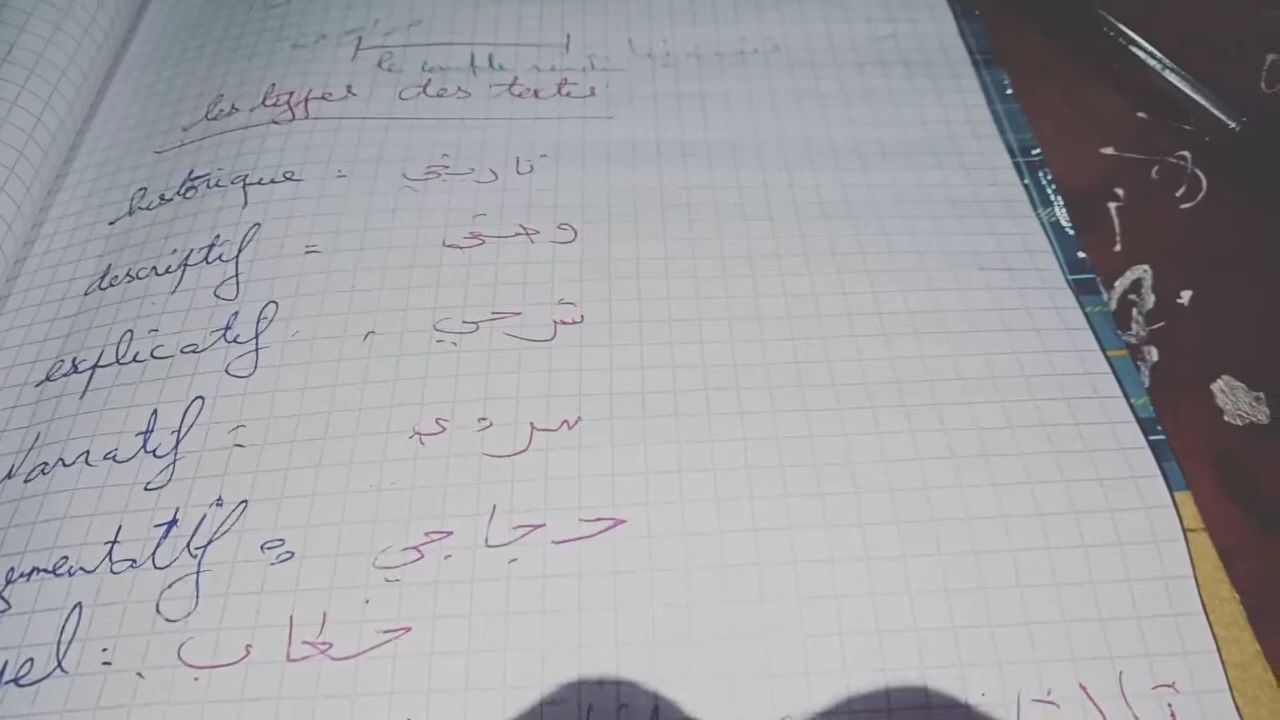 les types des textes
historique = تاريخي
descriptif = وصفي
explicatif = شرحي
Narratif = سردي
gumentatif = حجاجي
el : خطاب